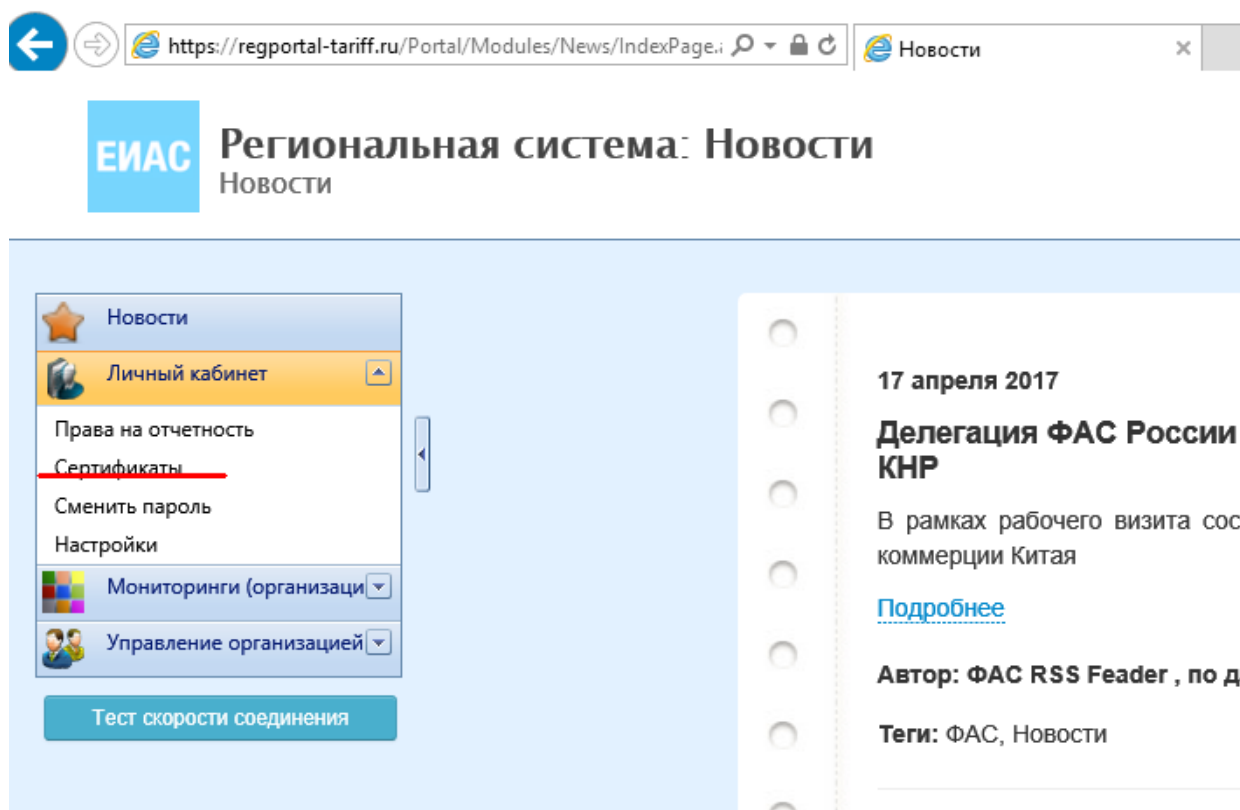 https://regportal-tariff.ru/Portal/Modules/News/IndexPage.
Новости
ЕИАС
Региональная система: Новости
Новости
Новости
Личный кабинет
Права на отчетность
Сертификаты
Сменить пароль
Настройки
Мониторинги (организаци
Управление организацией
Тест скорости соединения
17 апреля 2017
Делегация ФАС России
КНР
В рамках рабочего визита сос
коммерции Китая
Подробнее
Автор: ФАС RSS Feader , по д
Теги: ФАС, Новости